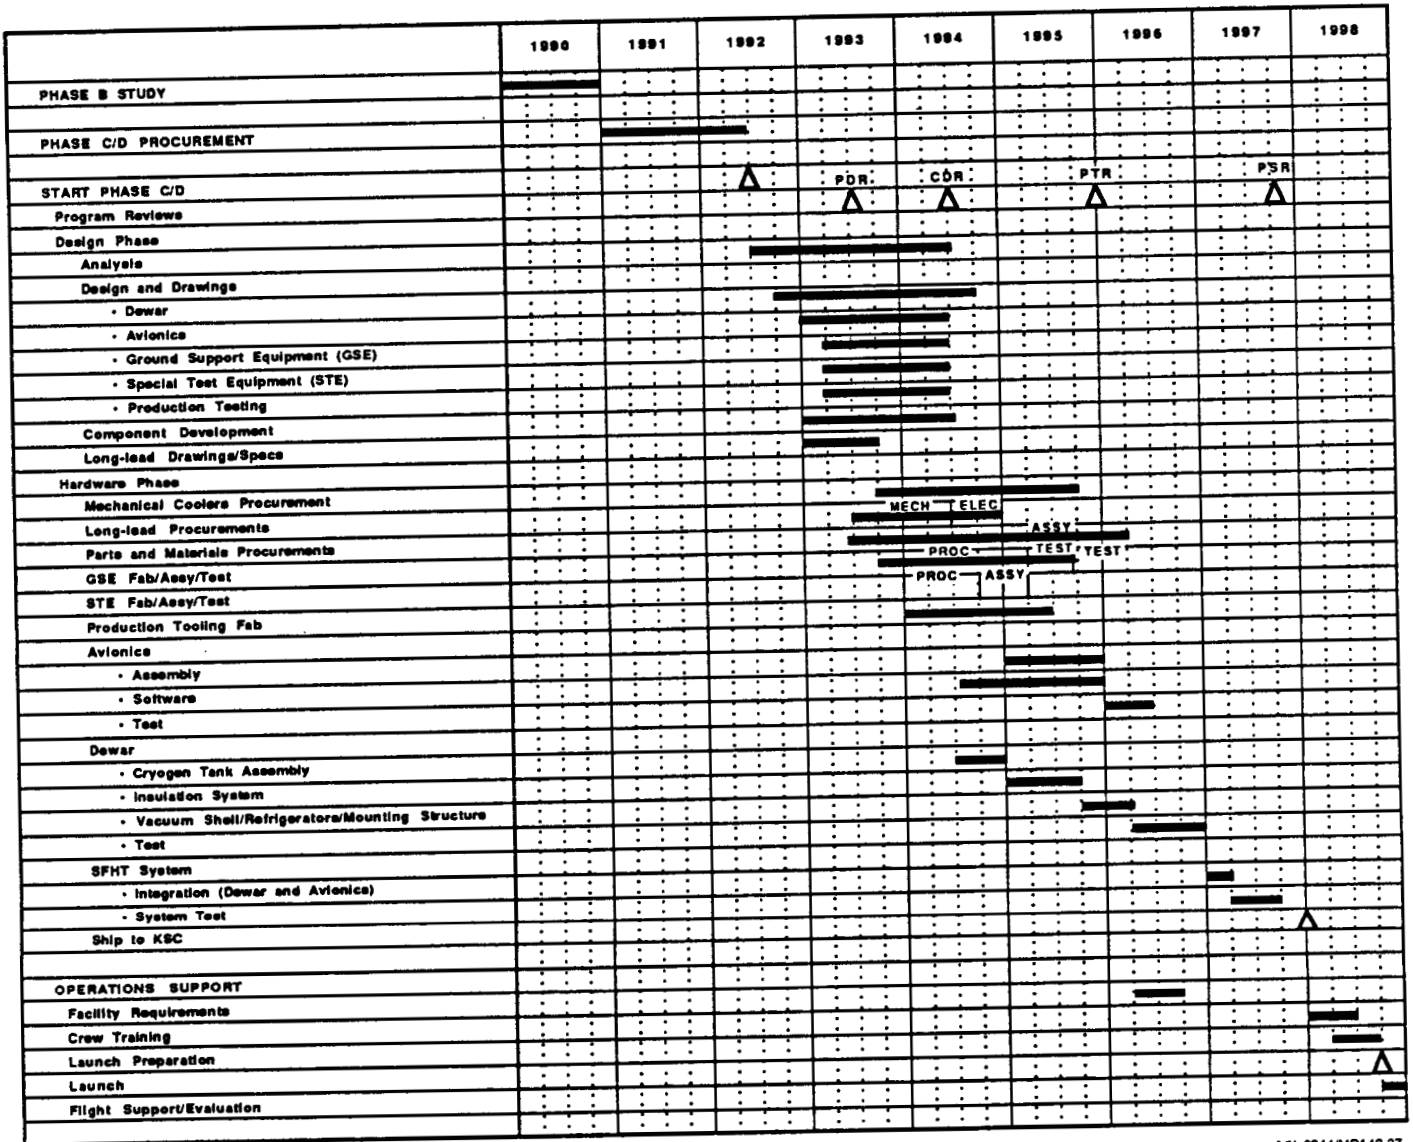 1990 1991 1992 1993 1994 1995 1996 1997 1998
PHASE B STUDY
PHASE C/D PROCUREMENT
START PHASE C/D
PDR CDR PTR PSR
Program Reviews
Design Phase
Analysis
Design and Drawings
• Dewar
• Avionics
• Ground Support Equipment (GSE)
• Special Test Equipment (STE)
• Production Testing
Component Development
Long-lead Drawings/Specs
Hardware Phase
Mechanical Coolers Procurement
MECH ELEC
Long-lead Procurements
ASSY
Parts and Materials Procurements
PROC TEST TEST
GSE Fab/Assy/Test
PROC ASSY
STE Fab/Assy/Test
Production Tooling Fab
Avionics
• Assembly
• Software
• Test
Dewar
• Cryogen Tank Assembly
• Insulation System
• Vacuum Shell/Refrigerators/Mounting Structure
• Test
SFHT System
• Integration (Dewar and Avionics)
• System Test
Ship to KSC
OPERATIONS SUPPORT
Facility Requirements
Crew Training
Launch Preparation
Launch
Flight Support/Evaluation